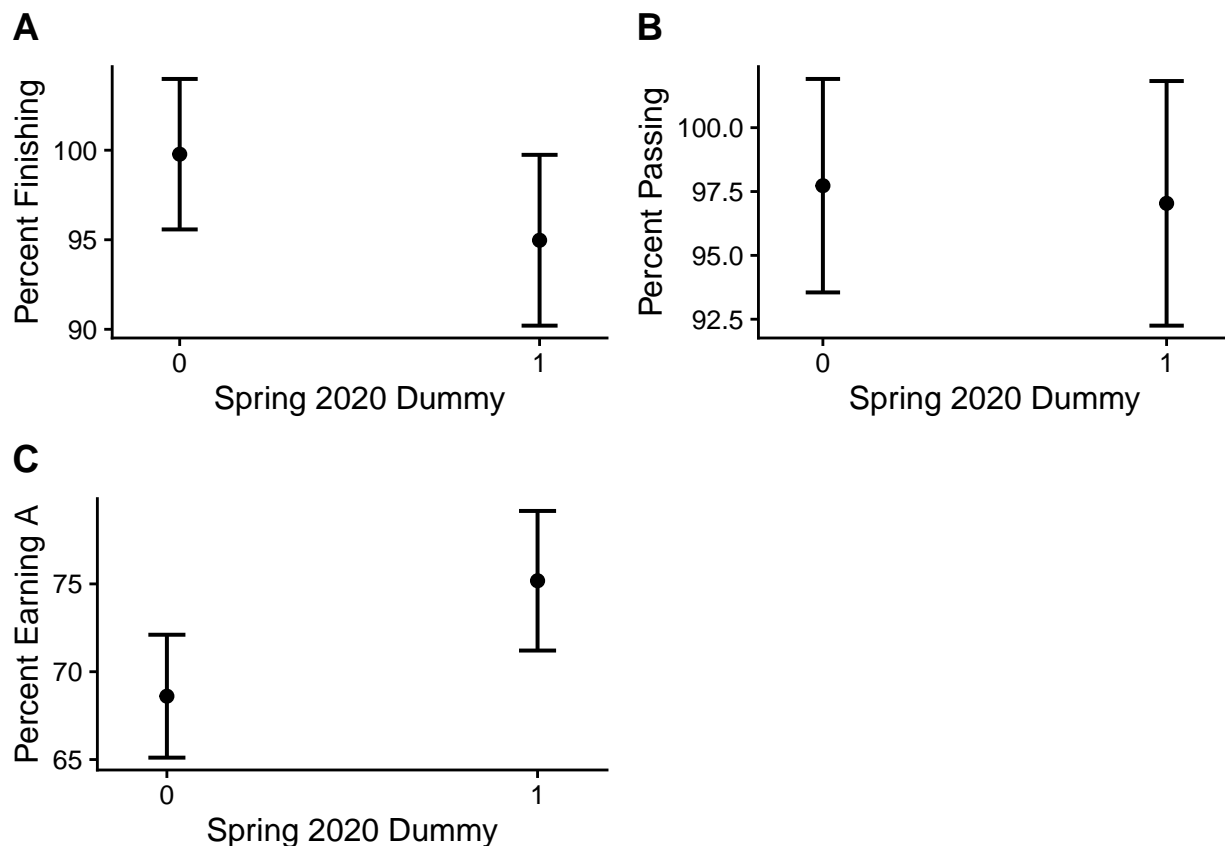 A
Percent Finishing
100
95
90
0 1
Spring 2020 Dummy
B
Percent Passing
100.0
97.5
95.0
92.5
0 1
Spring 2020 Dummy
C
Percent Earning A
75
70
65
0 1
Spring 2020 Dummy